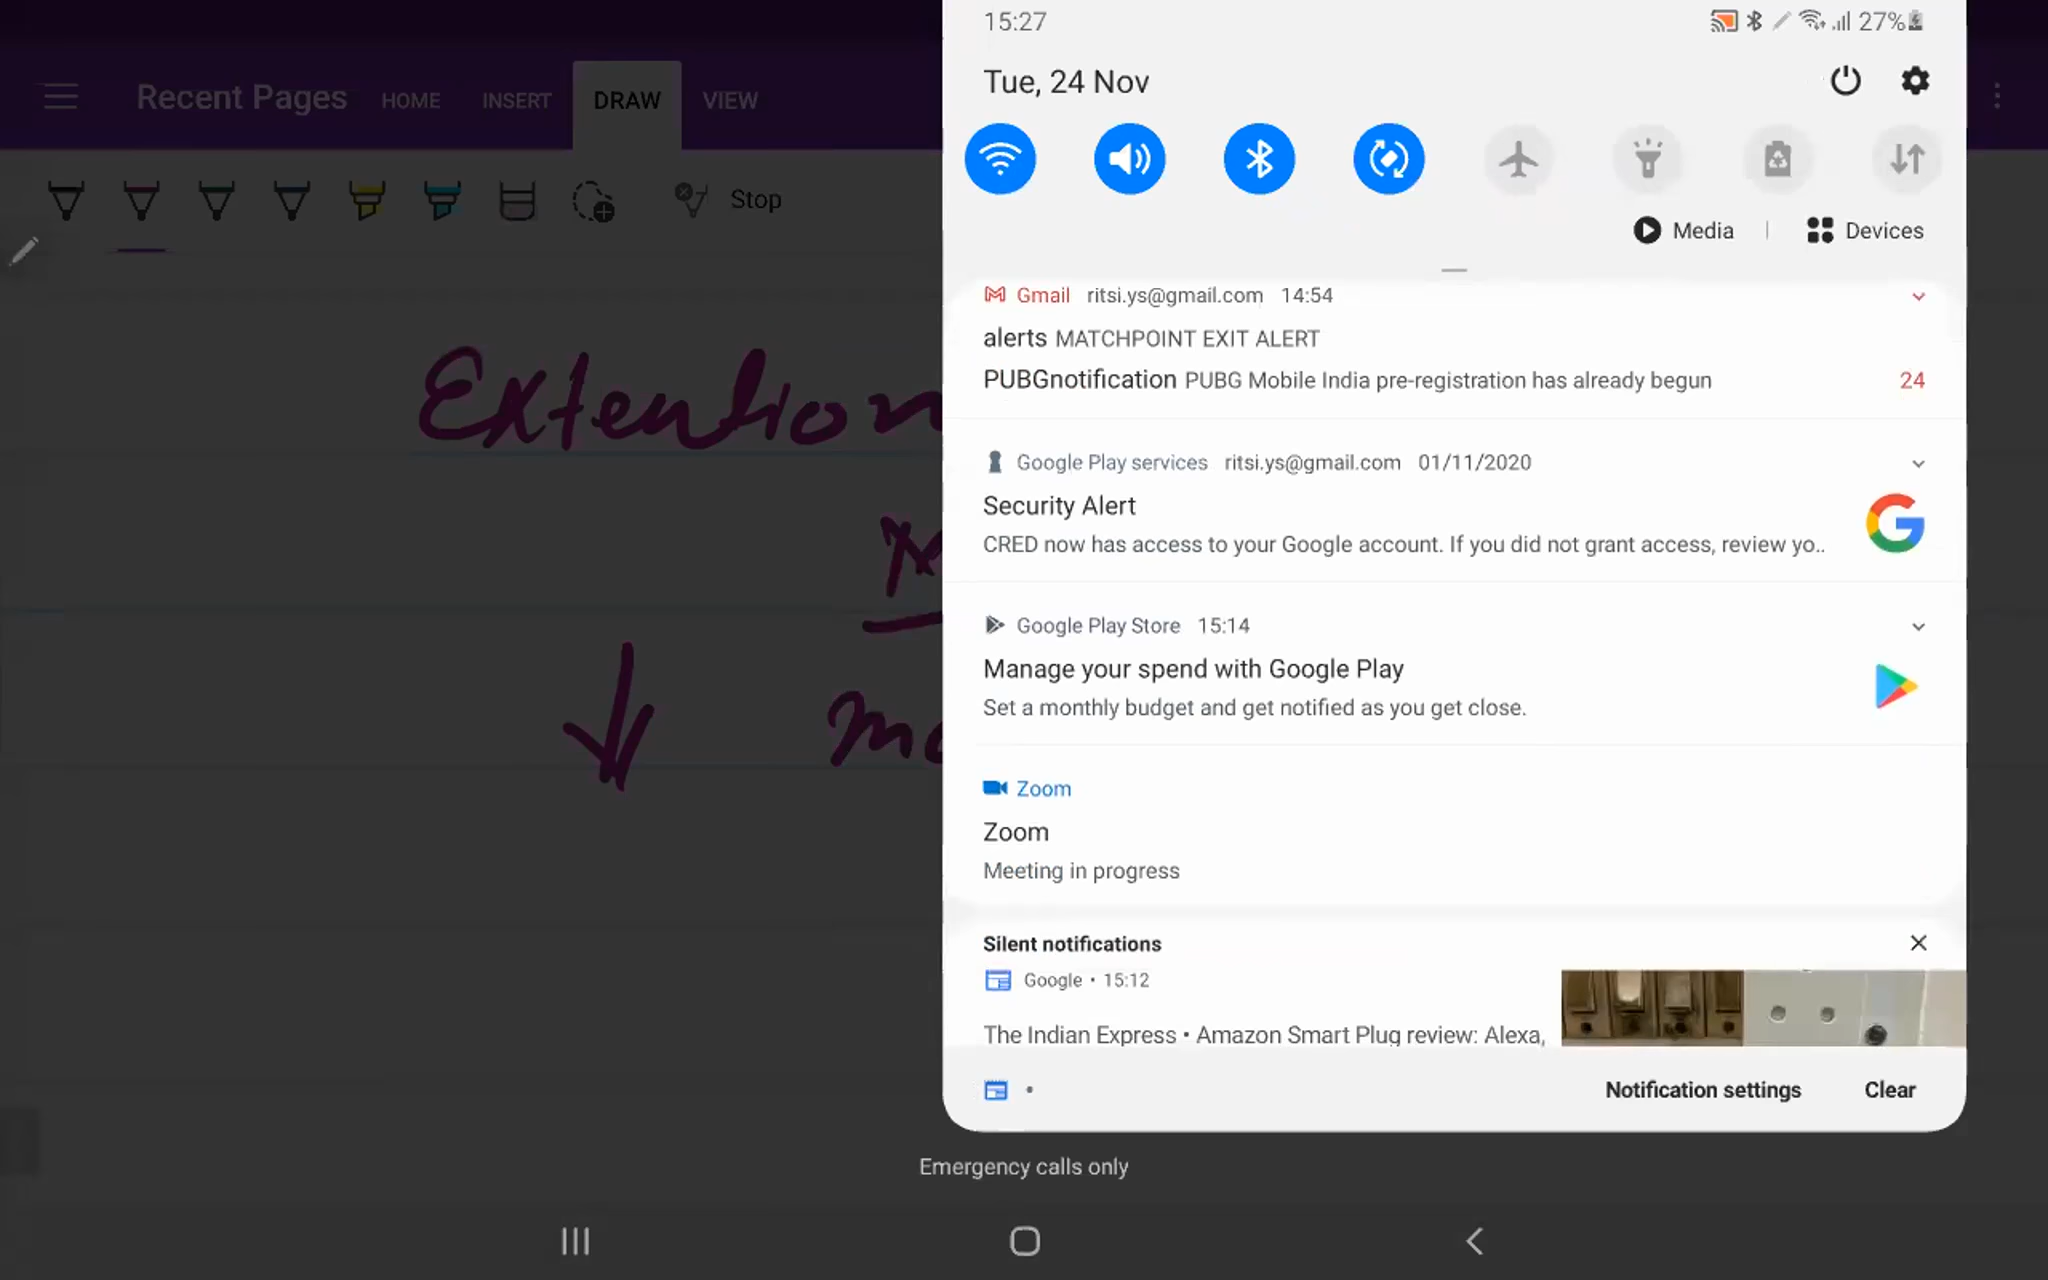 15:27
27%
Tue, 24 Nov
Recent Pages HOME INSERT DRAW VIEW
Stop
Media | Devices
Gmail ritsi.ys@gmail.com 14:54
alerts MATCHPOINT EXIT ALERT
PUBGnotification PUBG Mobile India pre-registration has already begun 24
Extention
Google Play services ritsi.ys@gmail.com 01/11/2020
Security Alert
CRED now has access to your Google account. If you did not grant access, review yo..
Google Play Store 15:14
Manage your spend with Google Play
Set a monthly budget and get notified as you get close.
Zoom
Zoom
Meeting in progress
Silent notifications
Google • 15:12
The Indian Express • Amazon Smart Plug review: Alexa,
Notification settings Clear
Emergency calls only